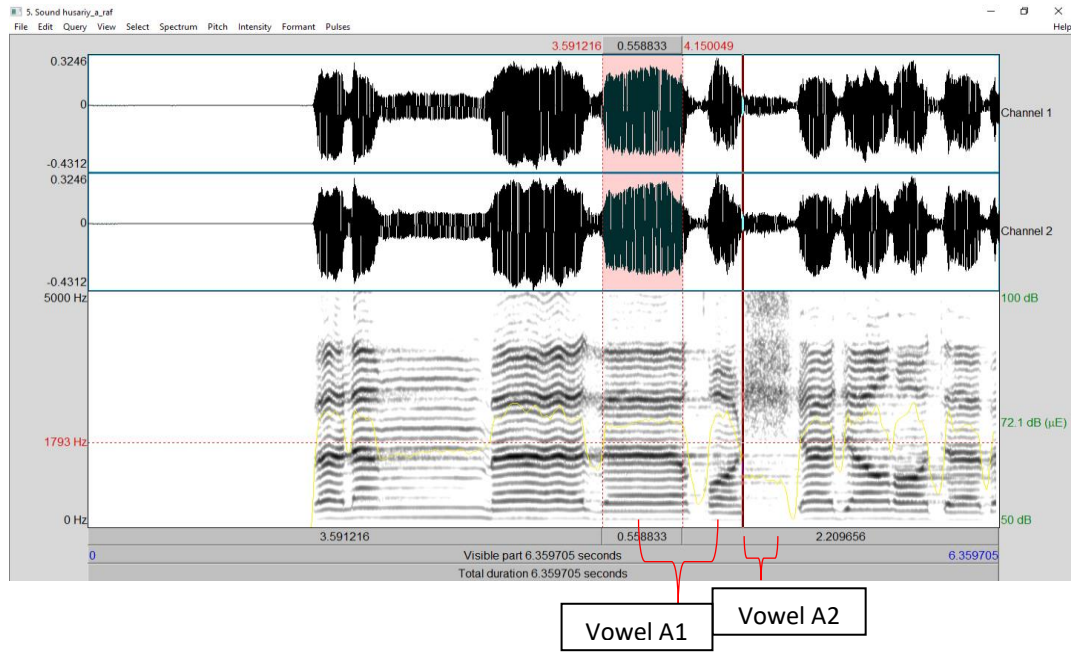 5. Sound husariy_a_raf
File Edit Query View Select Spectrum Pitch Intensity Formant Pulses Help
3.591216 0.558833 4.150049
0.3246
0
-0.4312
Channel 1
0.3246
0
-0.4312
Channel 2
5000 Hz
100 dB
1793 Hz
72.1 dB (µE)
0 Hz
50 dB
3.591216 0.558833 2.209656
0 Visible part 6.359705 seconds 6.359705
Total duration 6.359705 seconds
Vowel A1
Vowel A2